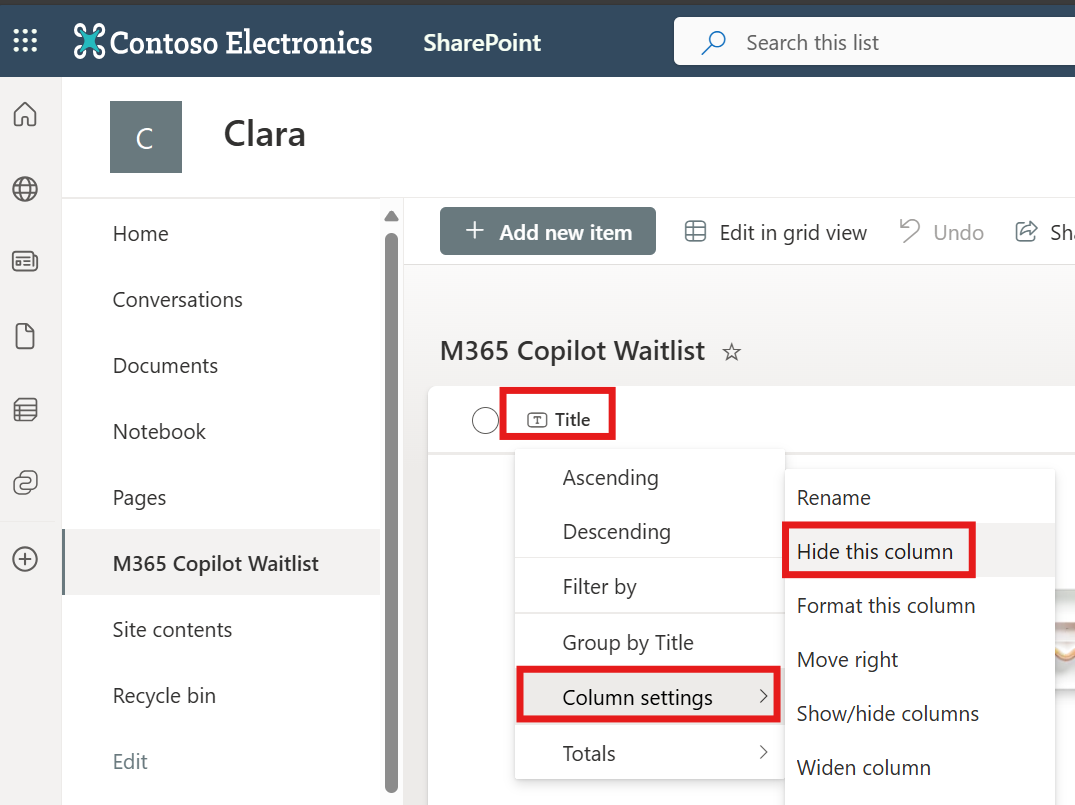 Contoso Electronics SharePoint Search this list
C Clara
Home
Conversations
Documents
Notebook
Pages
M365 Copilot Waitlist
Site contents
Recycle bin
Edit
+ Add new item Edit in grid view Undo Sha
M365 Copilot Waitlist
T Title
Ascending
Descending
Filter by
Group by Title
Column settings
Totals
Rename
Hide this column
Format this column
Move right
Show/hide columns
Widen column